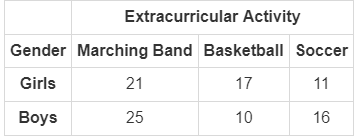 Extracurricular Activity
Gender Marching Band Basketball Soccer
Girls 21 17 11
Boys 25 10 16